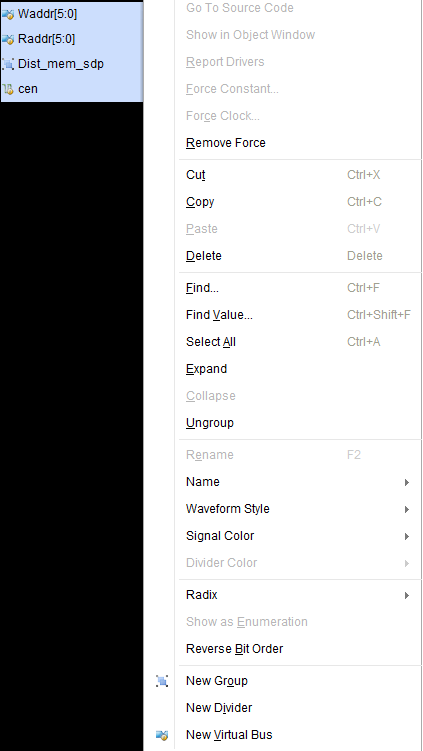 Waddr[5:0]
Raddr[5:0]
Dist_mem_sdp
cen
Go To Source Code
Show in Object Window
Report Drivers
Force Constant...
Force Clock...
Remove Force
Cut Ctrl+X
Copy Ctrl+C
Paste Ctrl+V
Delete Delete
Find... Ctrl+F
Find Value... Ctrl+Shift+F
Select All Ctrl+A
Expand
Collapse
Ungroup
Rename F2
Name
Waveform Style
Signal Color
Divider Color
Radix
Show as Enumeration
Reverse Bit Order
New Group
New Divider
New Virtual Bus